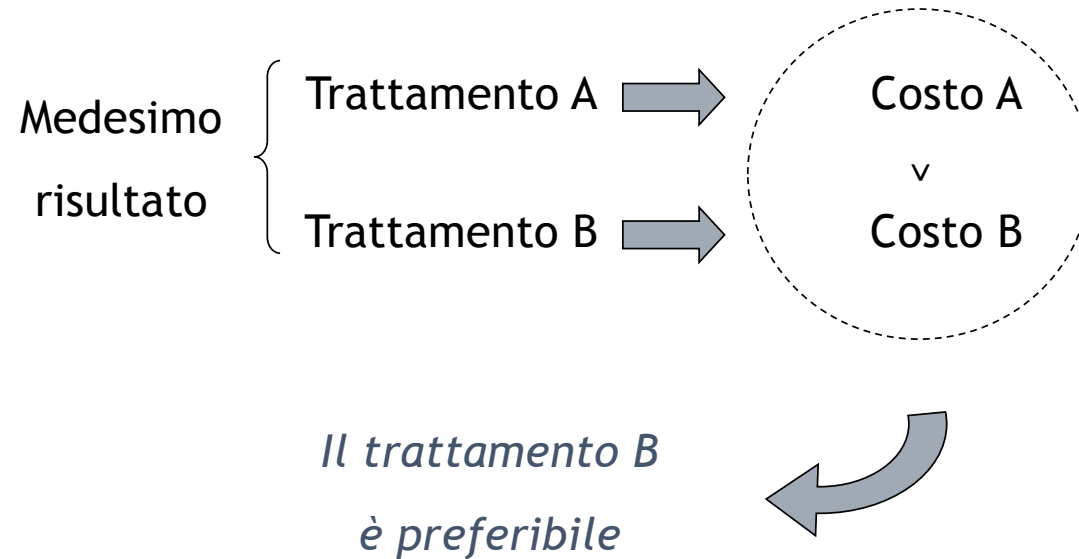 Medesimo
risultato
Trattamento A
Costo A
v
Trattamento B
Costo B
Il trattamento B
è preferibile